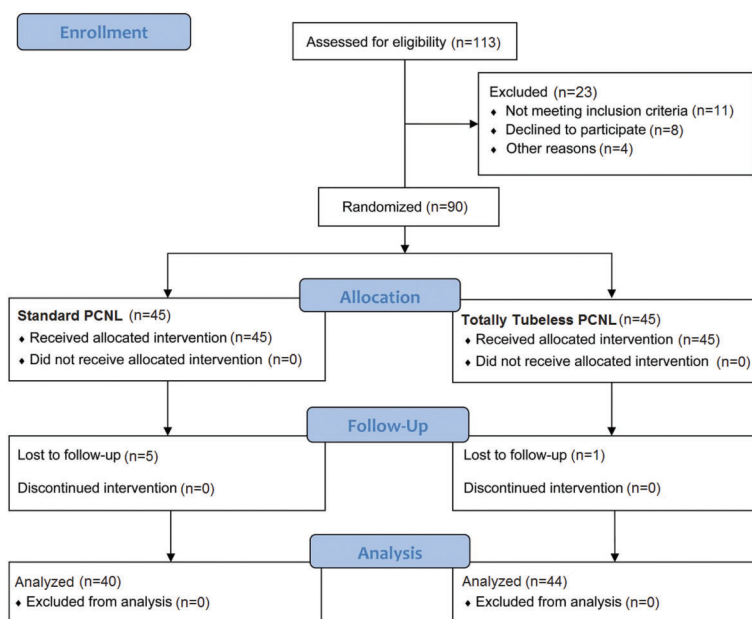 Enrollment
Assessed for eligibility (n=113)
Excluded (n=23)
♦ Not meeting inclusion criteria (n=11)
♦ Declined to participate (n=8)
♦ Other reasons (n=4)
Randomized (n=90)
Allocation
Standard PCNL (n=45)
♦ Received allocated intervention (n=45)
♦ Did not receive allocated intervention (n=0)
Totally Tubeless PCNL (n=45)
♦ Received allocated intervention (n=45)
♦ Did not receive allocated intervention (n=0)
Follow-Up
Lost to follow-up (n=5)
Discontinued intervention (n=0)
Lost to follow-up (n=1)
Discontinued intervention (n=0)
Analysis
Analyzed (n=40)
♦ Excluded from analysis (n=0)
Analyzed (n=44)
♦ Excluded from analysis (n=0)